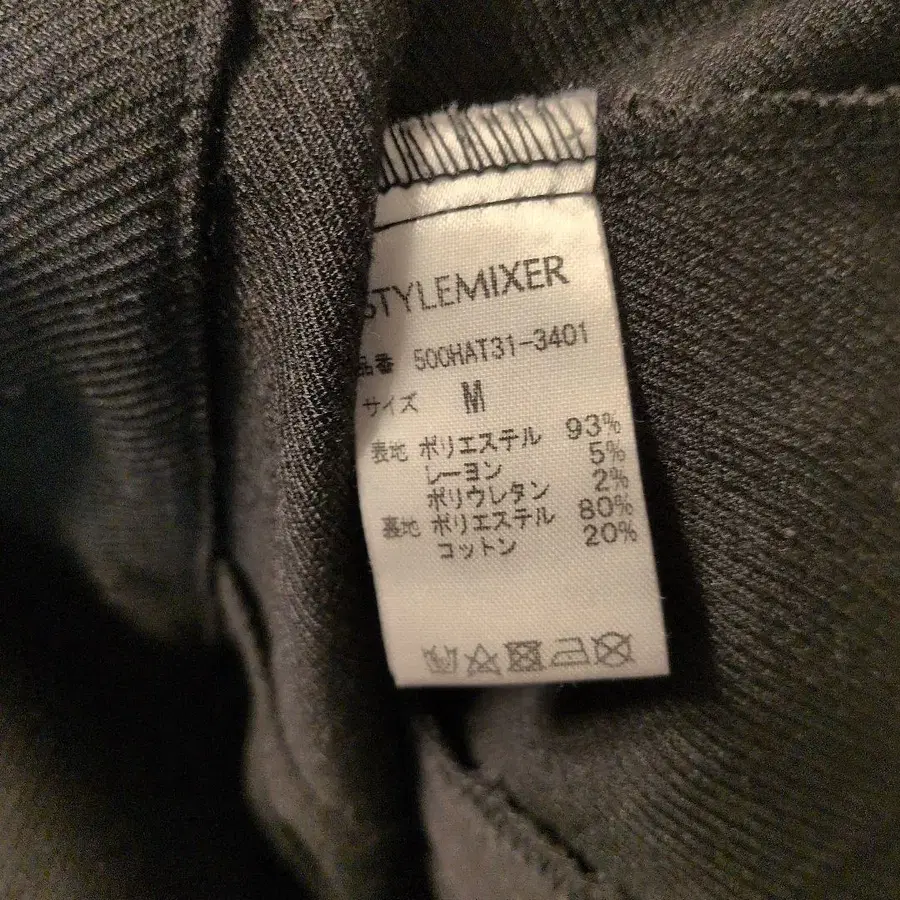 STYLEMIXER
品番 500HAT31-3401
サイズ M
表地 ポリエステル 93%
レーヨン 5%
ポリウレタン 2%
裏地 ポリエステル 80%
コットン 20%